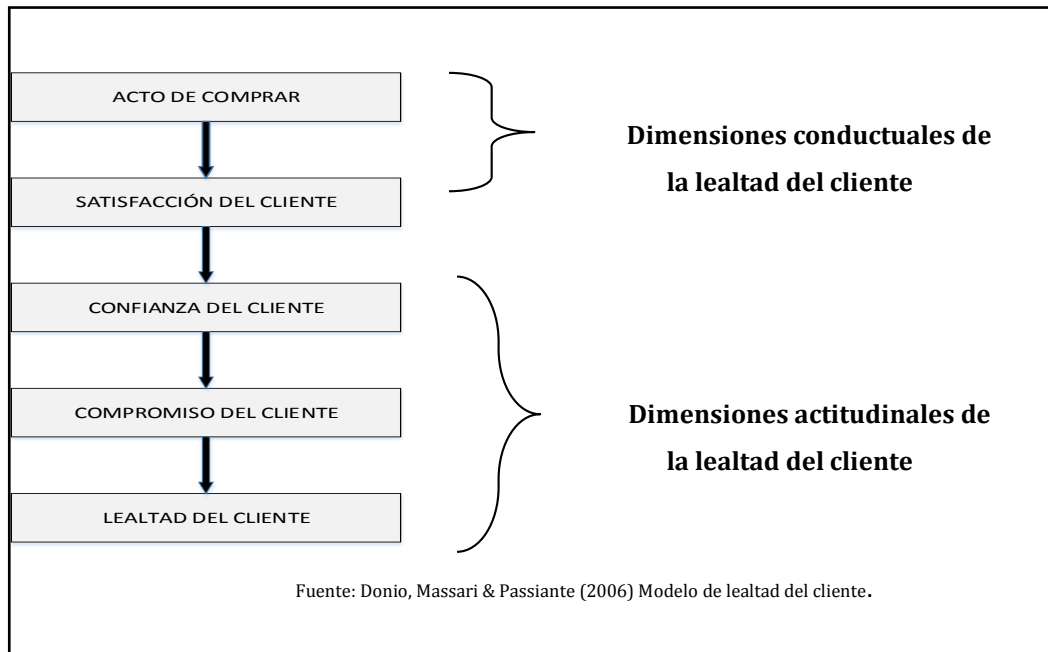 ACTO DE COMPRAR
SATISFACCIÓN DEL CLIENTE
CONFIANZA DEL CLIENTE
COMPROMISO DEL CLIENTE
LEALTAD DEL CLIENTE
Dimensiones conductuales de
la lealtad del cliente
Dimensiones actitudinales de
la lealtad del cliente
Fuente: Donio, Massari & Passiante (2006) Modelo de lealtad del cliente.